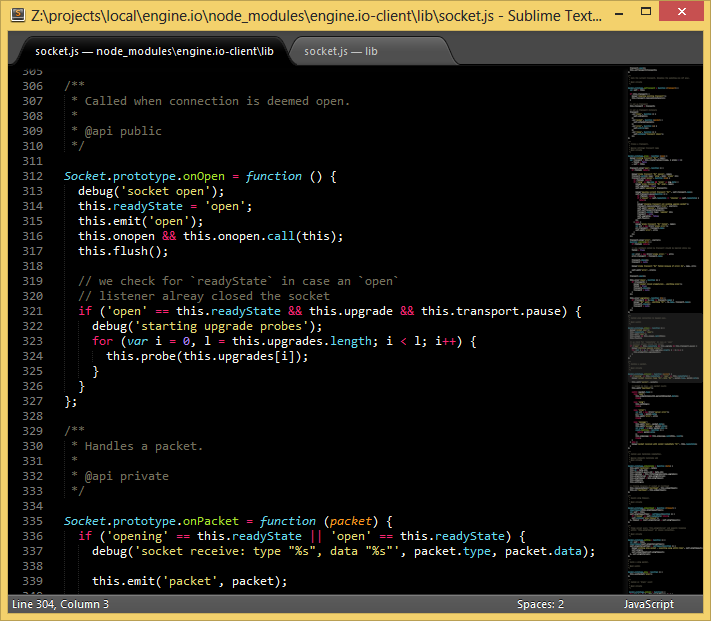 Z:\projects\local\engine.io\node_modules\engine.io-client\lib\socket.js - Sublime Text...
socket.js — node_modules\engine.io-client\lib
socket.js — lib
305
306 /**
307  * Called when connection is deemed open.
308  *
309  * @api public
310  */
311
312 Socket.prototype.onOpen = function () {
313   debug('socket open');
314   this.readyState = 'open';
315   this.emit('open');
316   this.onopen && this.onopen.call(this);
317   this.flush();
318
319   // we check for `readyState` in case an `open`
320   // listener alreay closed the socket
321   if ('open' == this.readyState && this.upgrade && this.transport.pause) {
322     debug('starting upgrade probes');
323     for (var i = 0, l = this.upgrades.length; i < l; i++) {
324       this.probe(this.upgrades[i]);
325     }
326   }
327 };
328
329 /**
330  * Handles a packet.
331  *
332  * @api private
333  */
334
335 Socket.prototype.onPacket = function (packet) {
336   if ('opening' == this.readyState || 'open' == this.readyState) {
337     debug('socket receive: type "%s", data "%s"', packet.type, packet.data);
338
339     this.emit('packet', packet);
Line 304, Column 3
Spaces: 2
JavaScript